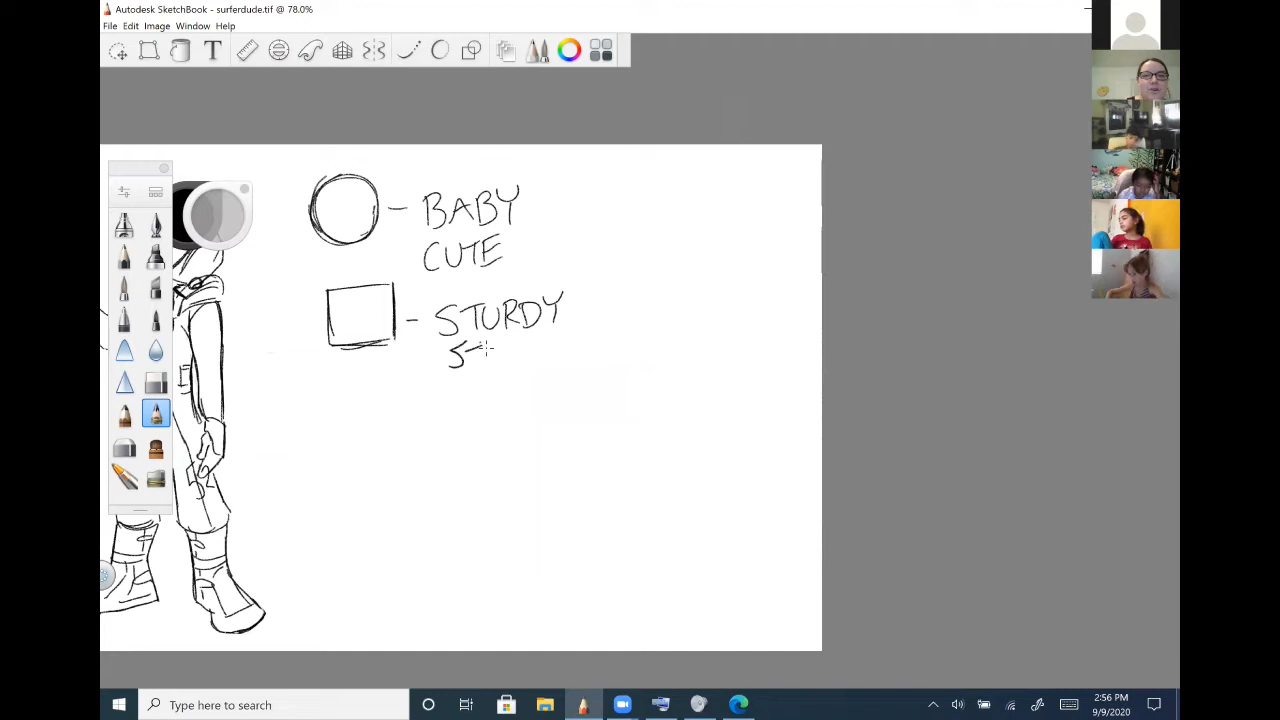 Autodesk SketchBook - surferdude.tif @ 78.0%
File Edit Image Window Help
T
- BABY
CUTE
- STURDY
Type here to search
2:56 PM
9/9/2020